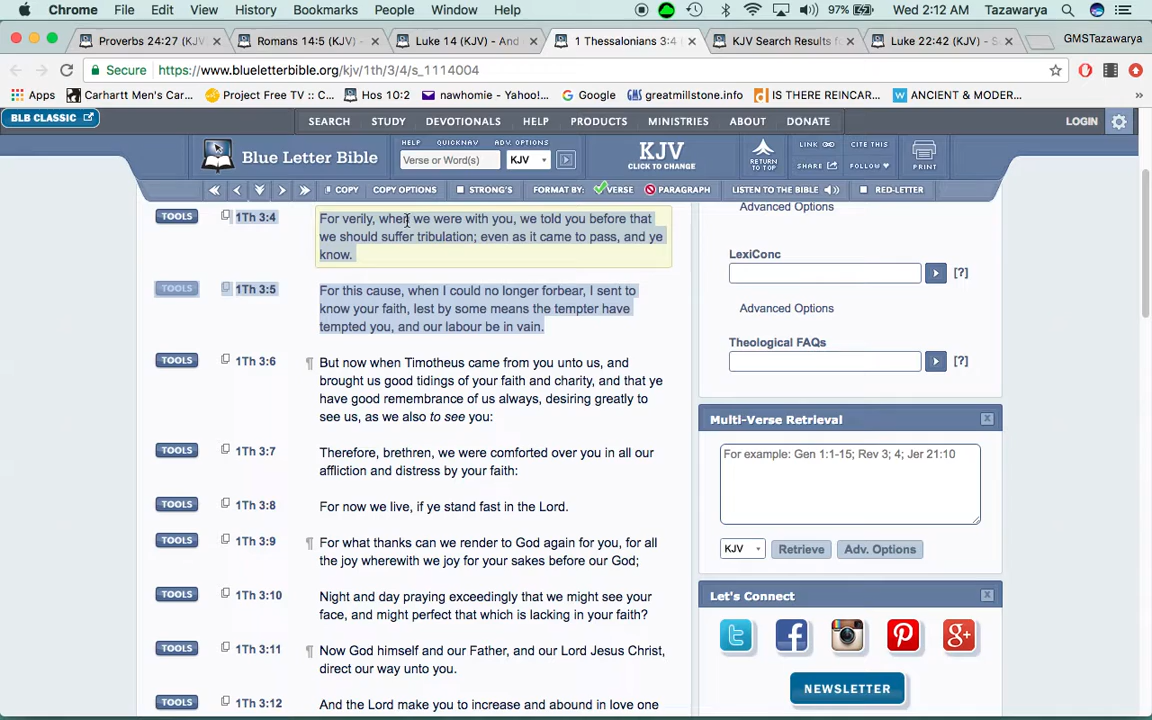 Chrome File Edit View History Bookmarks People Window Help 97% Wed 2:12 AM Tazawarya
Proverbs 24:27 (KJV) - Romans 14:5 (KJV) - Luke 14 (KJV) - And 1 Thessalonians 3:4 ( KJV Search Results for Luke 22:42 (KJV) - S GMSTazawarya
Secure https://www.blueletterbible.org/kjv/1th/3/4/s_1114004
Apps Carhartt Men's Car... Project Free TV :: C... Hos 10:2 nawhomie - Yahoo!... Google GMS greatmillstone.info IS THERE REINCAR... W ANCIENT & MODER... »
BLB CLASSIC SEARCH STUDY DEVOTIONALS HELP PRODUCTS MINISTRIES ABOUT DONATE LOGIN
HELP QUICKNAV ADV. OPTIONS
Blue Letter Bible Verse or Word(s) KJV KJV
CLICK TO CHANGE
RETURN TO TOP
LINK CITE THIS
SHARE FOLLOW
PRINT
COPY COPY OPTIONS STRONG'S FORMAT BY: VERSE PARAGRAPH LISTEN TO THE BIBLE RED-LETTER
TOOLS 1Th 3:4 For verily, when we were with you, we told you before that
we should suffer tribulation; even as it came to pass, and ye
know.
TOOLS 1Th 3:5 For this cause, when I could no longer forbear, I sent to
know your faith, lest by some means the tempter have
tempted you, and our labour be in vain.
TOOLS 1Th 3:6 ¶ But now when Timotheus came from you unto us, and
brought us good tidings of your faith and charity, and that ye
have good remembrance of us always, desiring greatly to
see us, as we also to see you:
TOOLS 1Th 3:7 Therefore, brethren, we were comforted over you in all our
affliction and distress by your faith:
TOOLS 1Th 3:8 For now we live, if ye stand fast in the Lord.
TOOLS 1Th 3:9 ¶ For what thanks can we render to God again for you, for all
the joy wherewith we joy for your sakes before our God;
TOOLS 1Th 3:10 Night and day praying exceedingly that we might see your
face, and might perfect that which is lacking in your faith?
TOOLS 1Th 3:11 ¶ Now God himself and our Father, and our Lord Jesus Christ,
direct our way unto you.
TOOLS 1Th 3:12 And the Lord make you to increase and abound in love one
Advanced Options
LexiConc
[?]
Advanced Options
Theological FAQs
[?]
Multi-Verse Retrieval x
For example: Gen 1:1-15; Rev 3; 4; Jer 21:10
KJV Retrieve Adv. Options
Let's Connect x
NEWSLETTER